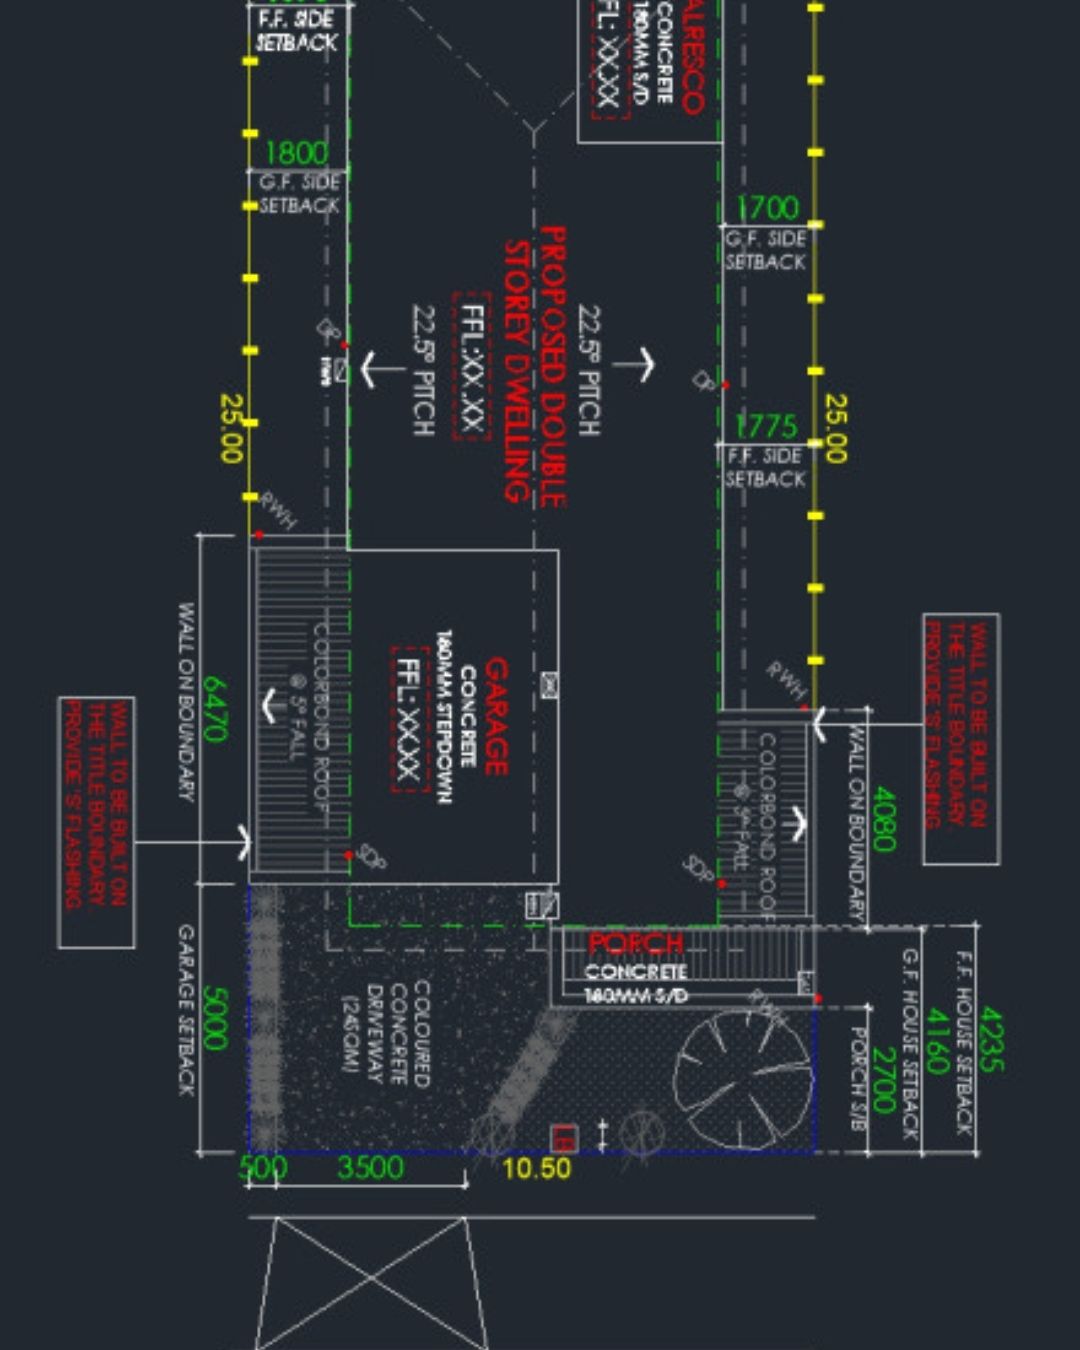 F.F. SIDE
SETBACK
ALRESCO
CONCRETE
180MM S/D
FFL: XX.XX
1800
G.F. SIDE
SETBACK
1700
G.F. SIDE
SETBACK
PROPOSED DOUBLE
STOREY DWELLING
FFL:XX.XX
22.5° PITCH
22.5° PITCH
DP
DP
25.00
25.00
1775
F.F. SIDE
SETBACK
RWH
RWH
WALL ON BOUNDARY
6470
COLORBOND ROOF
@ 5° FALL
GARAGE
CONCRETE
180MM STEPDOWN
FFL: XX.XX
WALL TO BE BUILT ON
THE TITLE BOUNDARY.
PROVIDE 'S' FLASHING
WALL TO BE BUILT ON
THE TITLE BOUNDARY.
PROVIDE 'S' FLASHING
COLORBOND ROOF
@ 5° FALL
WALL ON BOUNDARY
4080
SDP
SDP
GARAGE SETBACK
5000
COLOURED
CONCRETE
DRIVEWAY
(24SQM)
PORCH
CONCRETE
180MM S/D
RWH
F.F. HOUSE SETBACK
4235
G.F. HOUSE SETBACK
4160
PORCH S/B
2700
500
3500
10.50